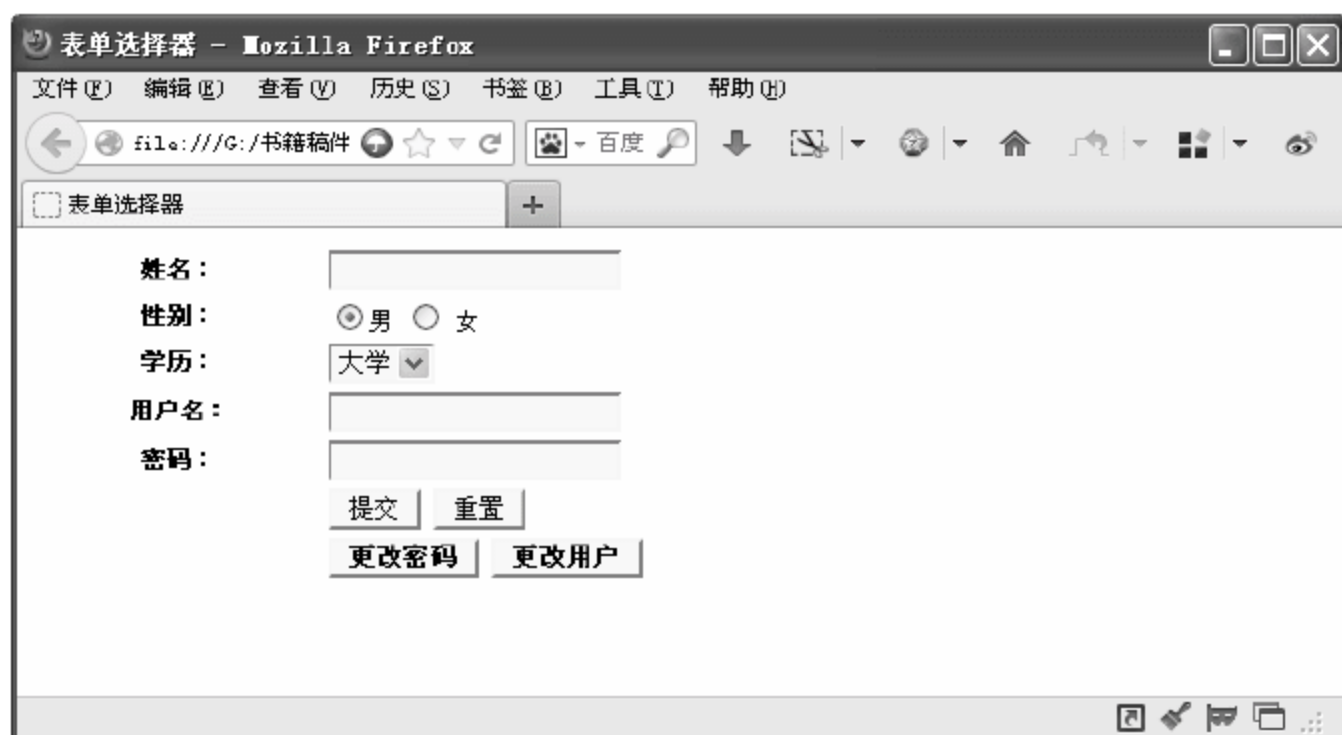 表单选择器 - Mozilla Firefox
文件(F) 编辑(E) 查看(V) 历史(S) 书签(B) 工具(T) 帮助(H)
file:///G:/书籍稿件 百度
表单选择器
姓名：
性别： 男 女
学历： 大学
用户名：
密码：
提交 重置
更改密码 更改用户